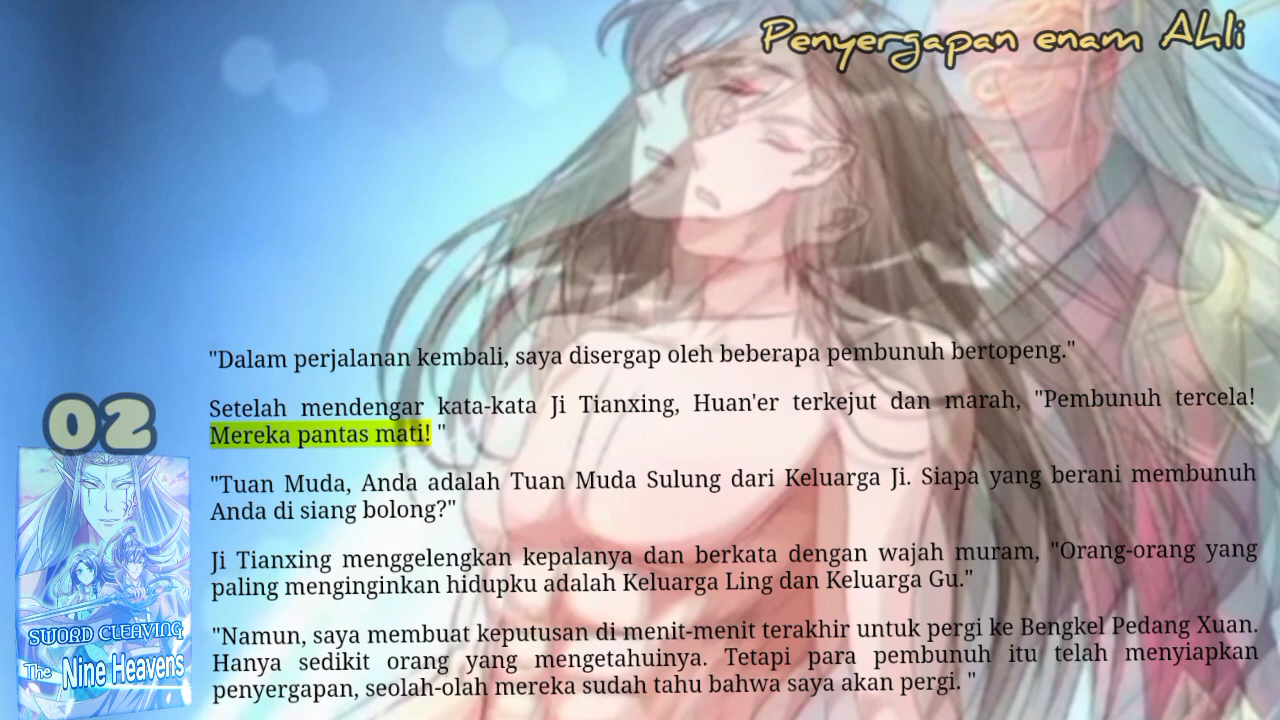 Penyergapan enam Ahli
"Dalam perjalanan kembali, saya disergap oleh beberapa pembunuh bertopeng."
Setelah mendengar kata-kata Ji Tianxing, Huan'er terkejut dan marah, "Pembunuh tercela!
Mereka pantas mati! "
"Tuan Muda, Anda adalah Tuan Muda Sulung dari Keluarga Ji. Siapa yang berani membunuh
Anda di siang bolong?"
Ji Tianxing menggelengkan kepalanya dan berkata dengan wajah muram, "Orang-orang yang
paling menginginkan hidupku adalah Keluarga Ling dan Keluarga Gu."
"Namun, saya membuat keputusan di menit-menit terakhir untuk pergi ke Bengkel Pedang Xuan.
Hanya sedikit orang yang mengetahuinya. Tetapi para pembunuh itu telah menyiapkan
penyergapan, seolah-olah mereka sudah tahu bahwa saya akan pergi. "
02
SWORD CLEAVING
The Nine Heavens